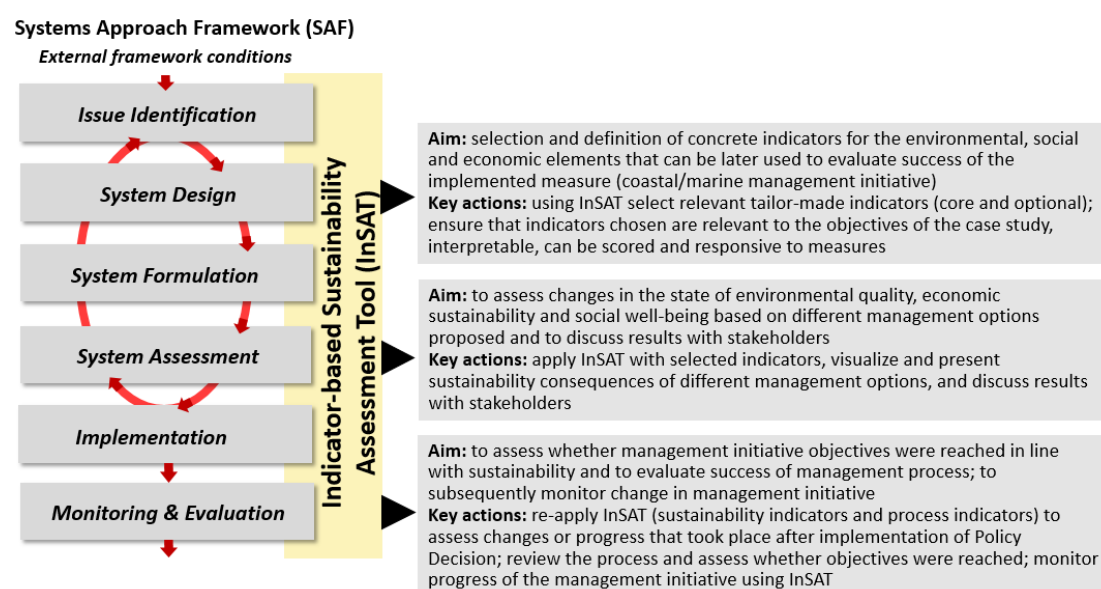 Systems Approach Framework (SAF)
External framework conditions
Issue Identification
System Design
System Formulation
System Assessment
Implementation
Monitoring & Evaluation
Indicator-based Sustainability
Assessment Tool (InSAT)
Aim: selection and definition of concrete indicators for the environmental, social
and economic elements that can be later used to evaluate success of the
implemented measure (coastal/marine management initiative)
Key actions: using InSAT select relevant tailor-made indicators (core and optional);
ensure that indicators chosen are relevant to the objectives of the case study,
interpretable, can be scored and responsive to measures
Aim: to assess changes in the state of environmental quality, economic
sustainability and social well-being based on different management options
proposed and to discuss results with stakeholders
Key actions: apply InSAT with selected indicators, visualize and present
sustainability consequences of different management options, and discuss results
with stakeholders
Aim: to assess whether management initiative objectives were reached in line
with sustainability and to evaluate success of management process; to
subsequently monitor change in management initiative
Key actions: re-apply InSAT (sustainability indicators and process indicators) to
assess changes or progress that took place after implementation of Policy
Decision; review the process and assess whether objectives were reached; monitor
progress of the management initiative using InSAT